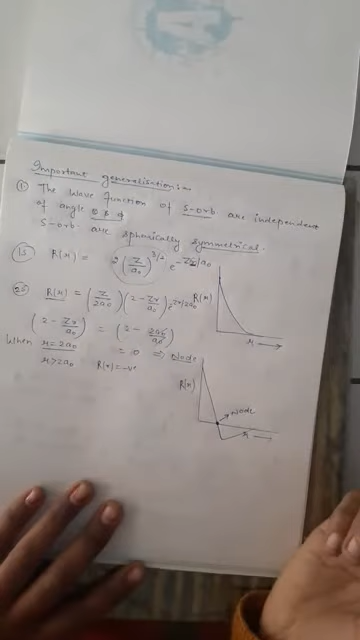 Important generalisation:-
① The wave function of S-orb are independent
of angle θ & φ
S-orb. are spherically symmetrical.
1S R(r) = 2(Z/a₀)^3/2 e^-Zr/a₀
R(r)
r →
2S R(r) = (Z/2a₀)(2-Zr/a₀)e^-Zr/2a₀
(2-Zr/a₀) = (2-2a₀/a₀)
When r=2a₀ = 0 ⇒ Node
r>2a₀ R(r)=-ve
R(r)
Node
r →